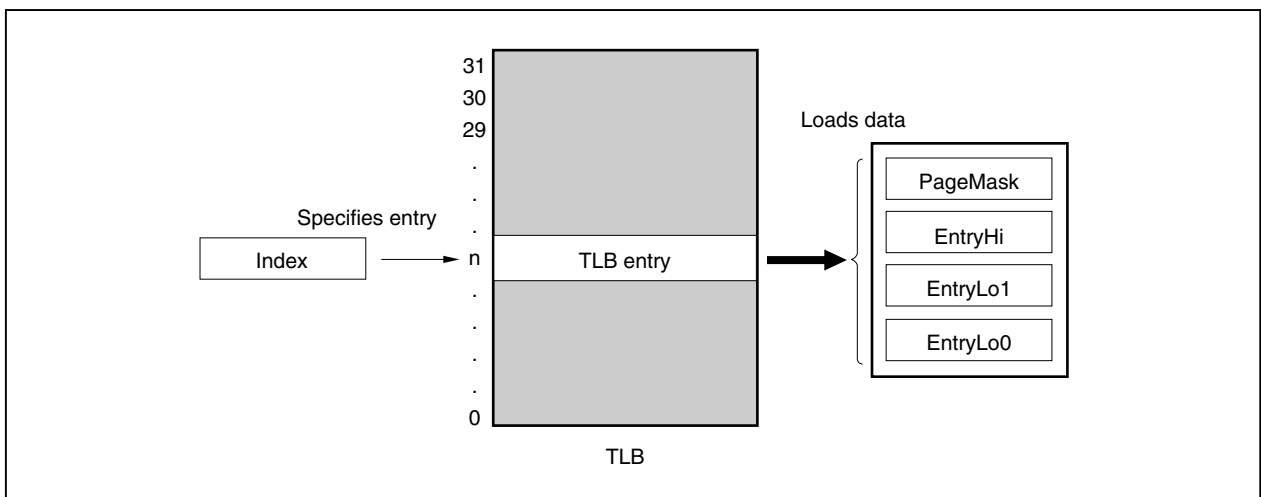 31
30
29
.
.
.
n
.
.
.
.
0
Specifies entry
Index
TLB entry
TLB
Loads data
PageMask
EntryHi
EntryLo1
EntryLo0